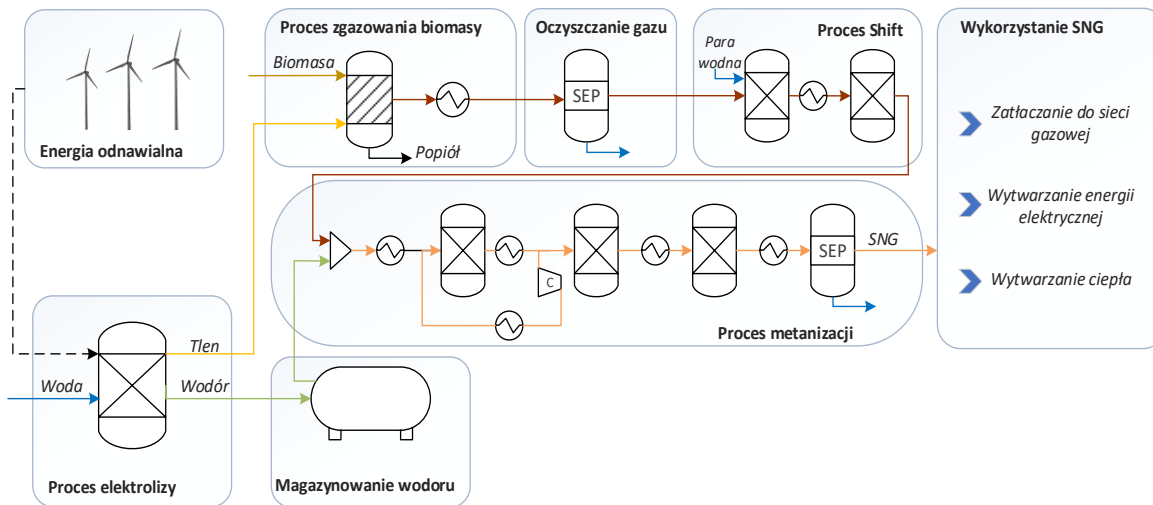 Proces zgazowania biomasy
Biomasa
Popiół
Energia odnawialna
Oczyszczanie gazu
SEP
Proces Shift
Para
wodna
Wykorzystanie SNG
Zatłaczanie do sieci
gazowej
Wytwarzanie energii
elektrycznej
Wytwarzanie ciepła
C
SEP
SNG
Proces metanizacji
Tlen
Woda
Wodór
Proces elektrolizy
Magazynowanie wodoru